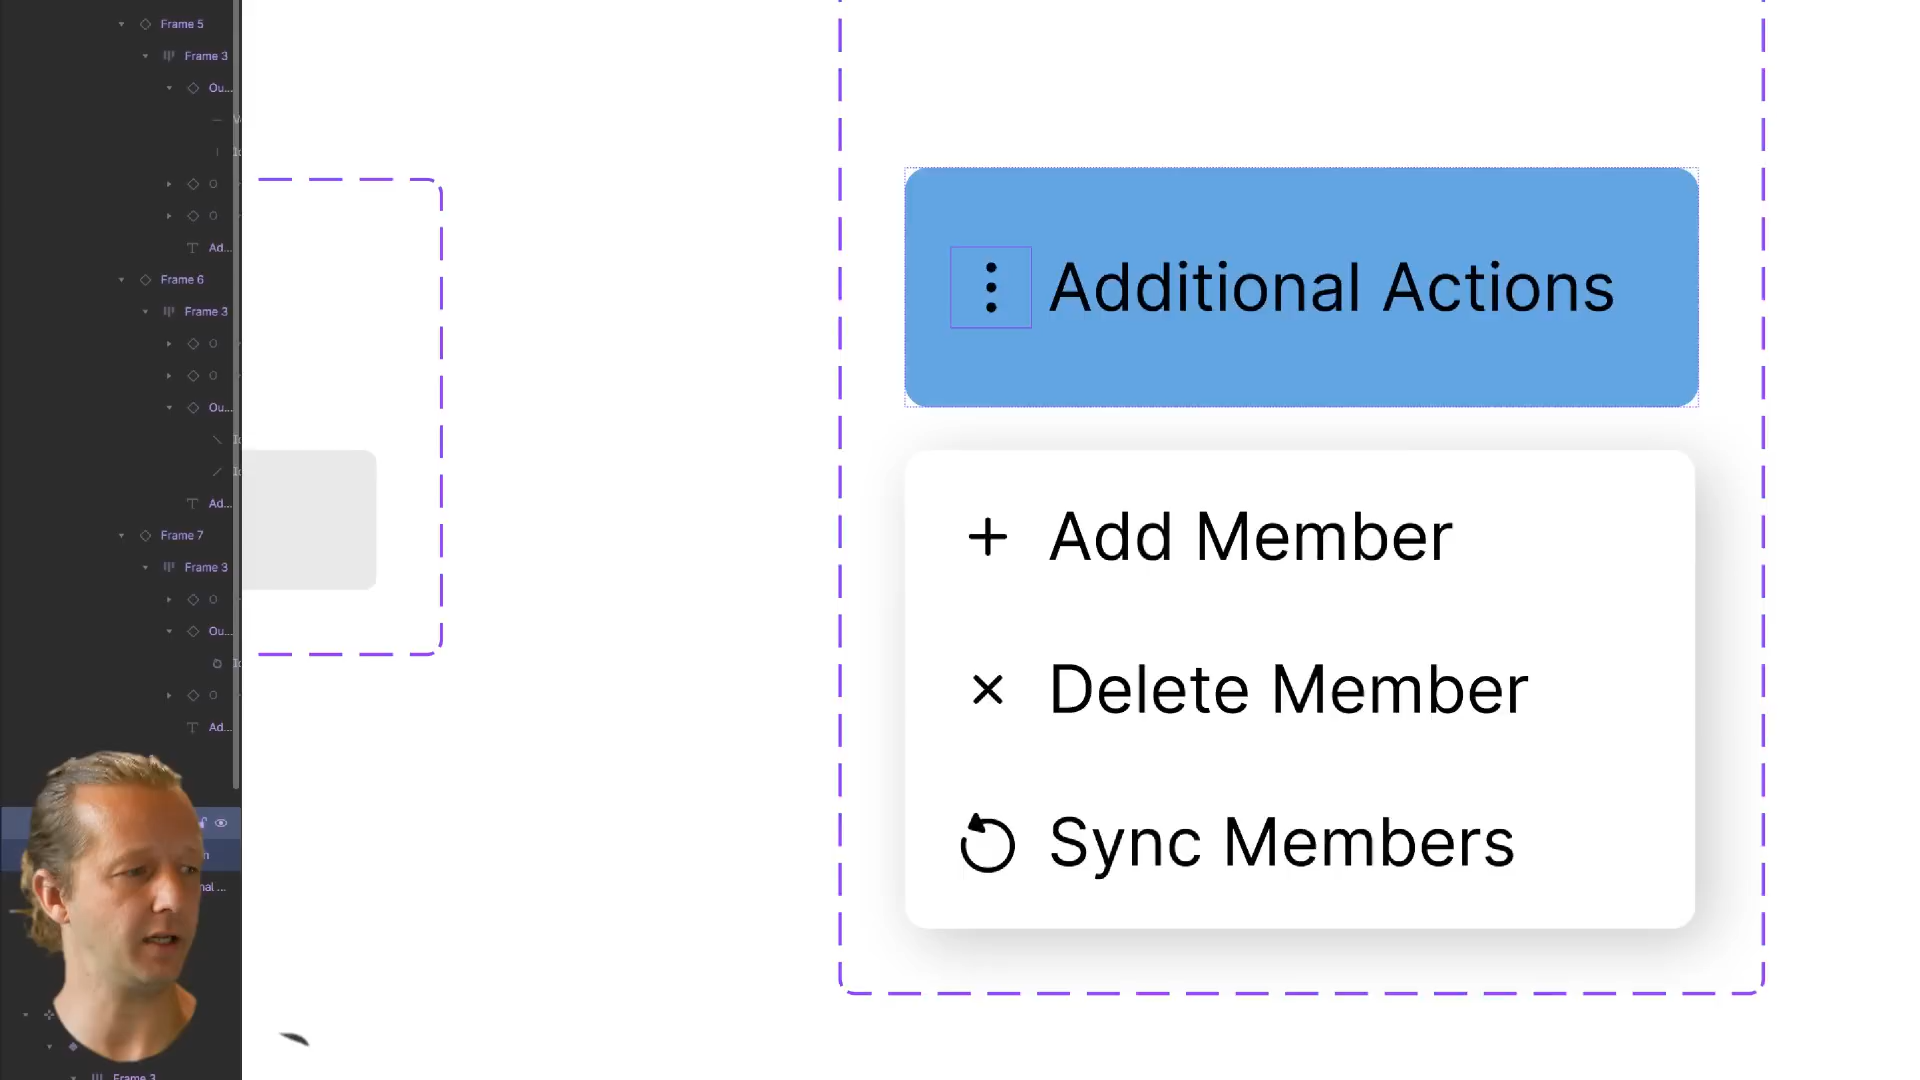 Frame 5
Frame 3
Ou...
Ad...
Frame 6
Frame 3
Ou...
Ad...
Frame 7
Frame 3
Ou...
Ad...
nal ...
Frame 3
Additional Actions
Add Member
Delete Member
Sync Members